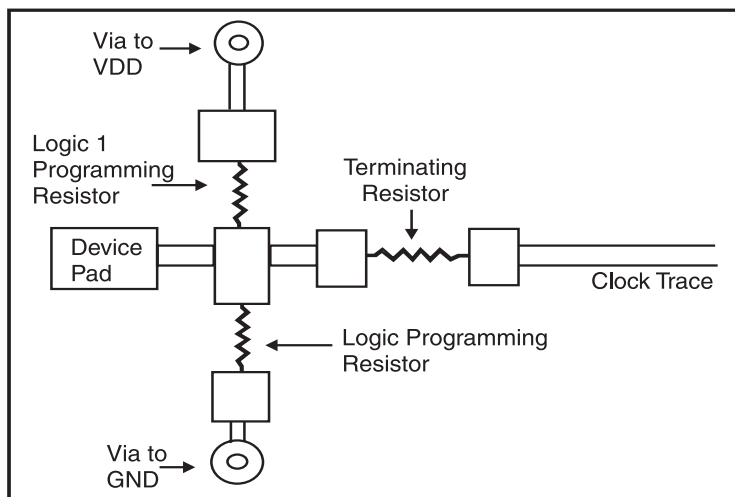 Via to
VDD
Logic 1
Programming
Resistor
Terminating
Resistor
Device
Pad
Clock Trace
Logic Programming
Resistor
Via to
GND